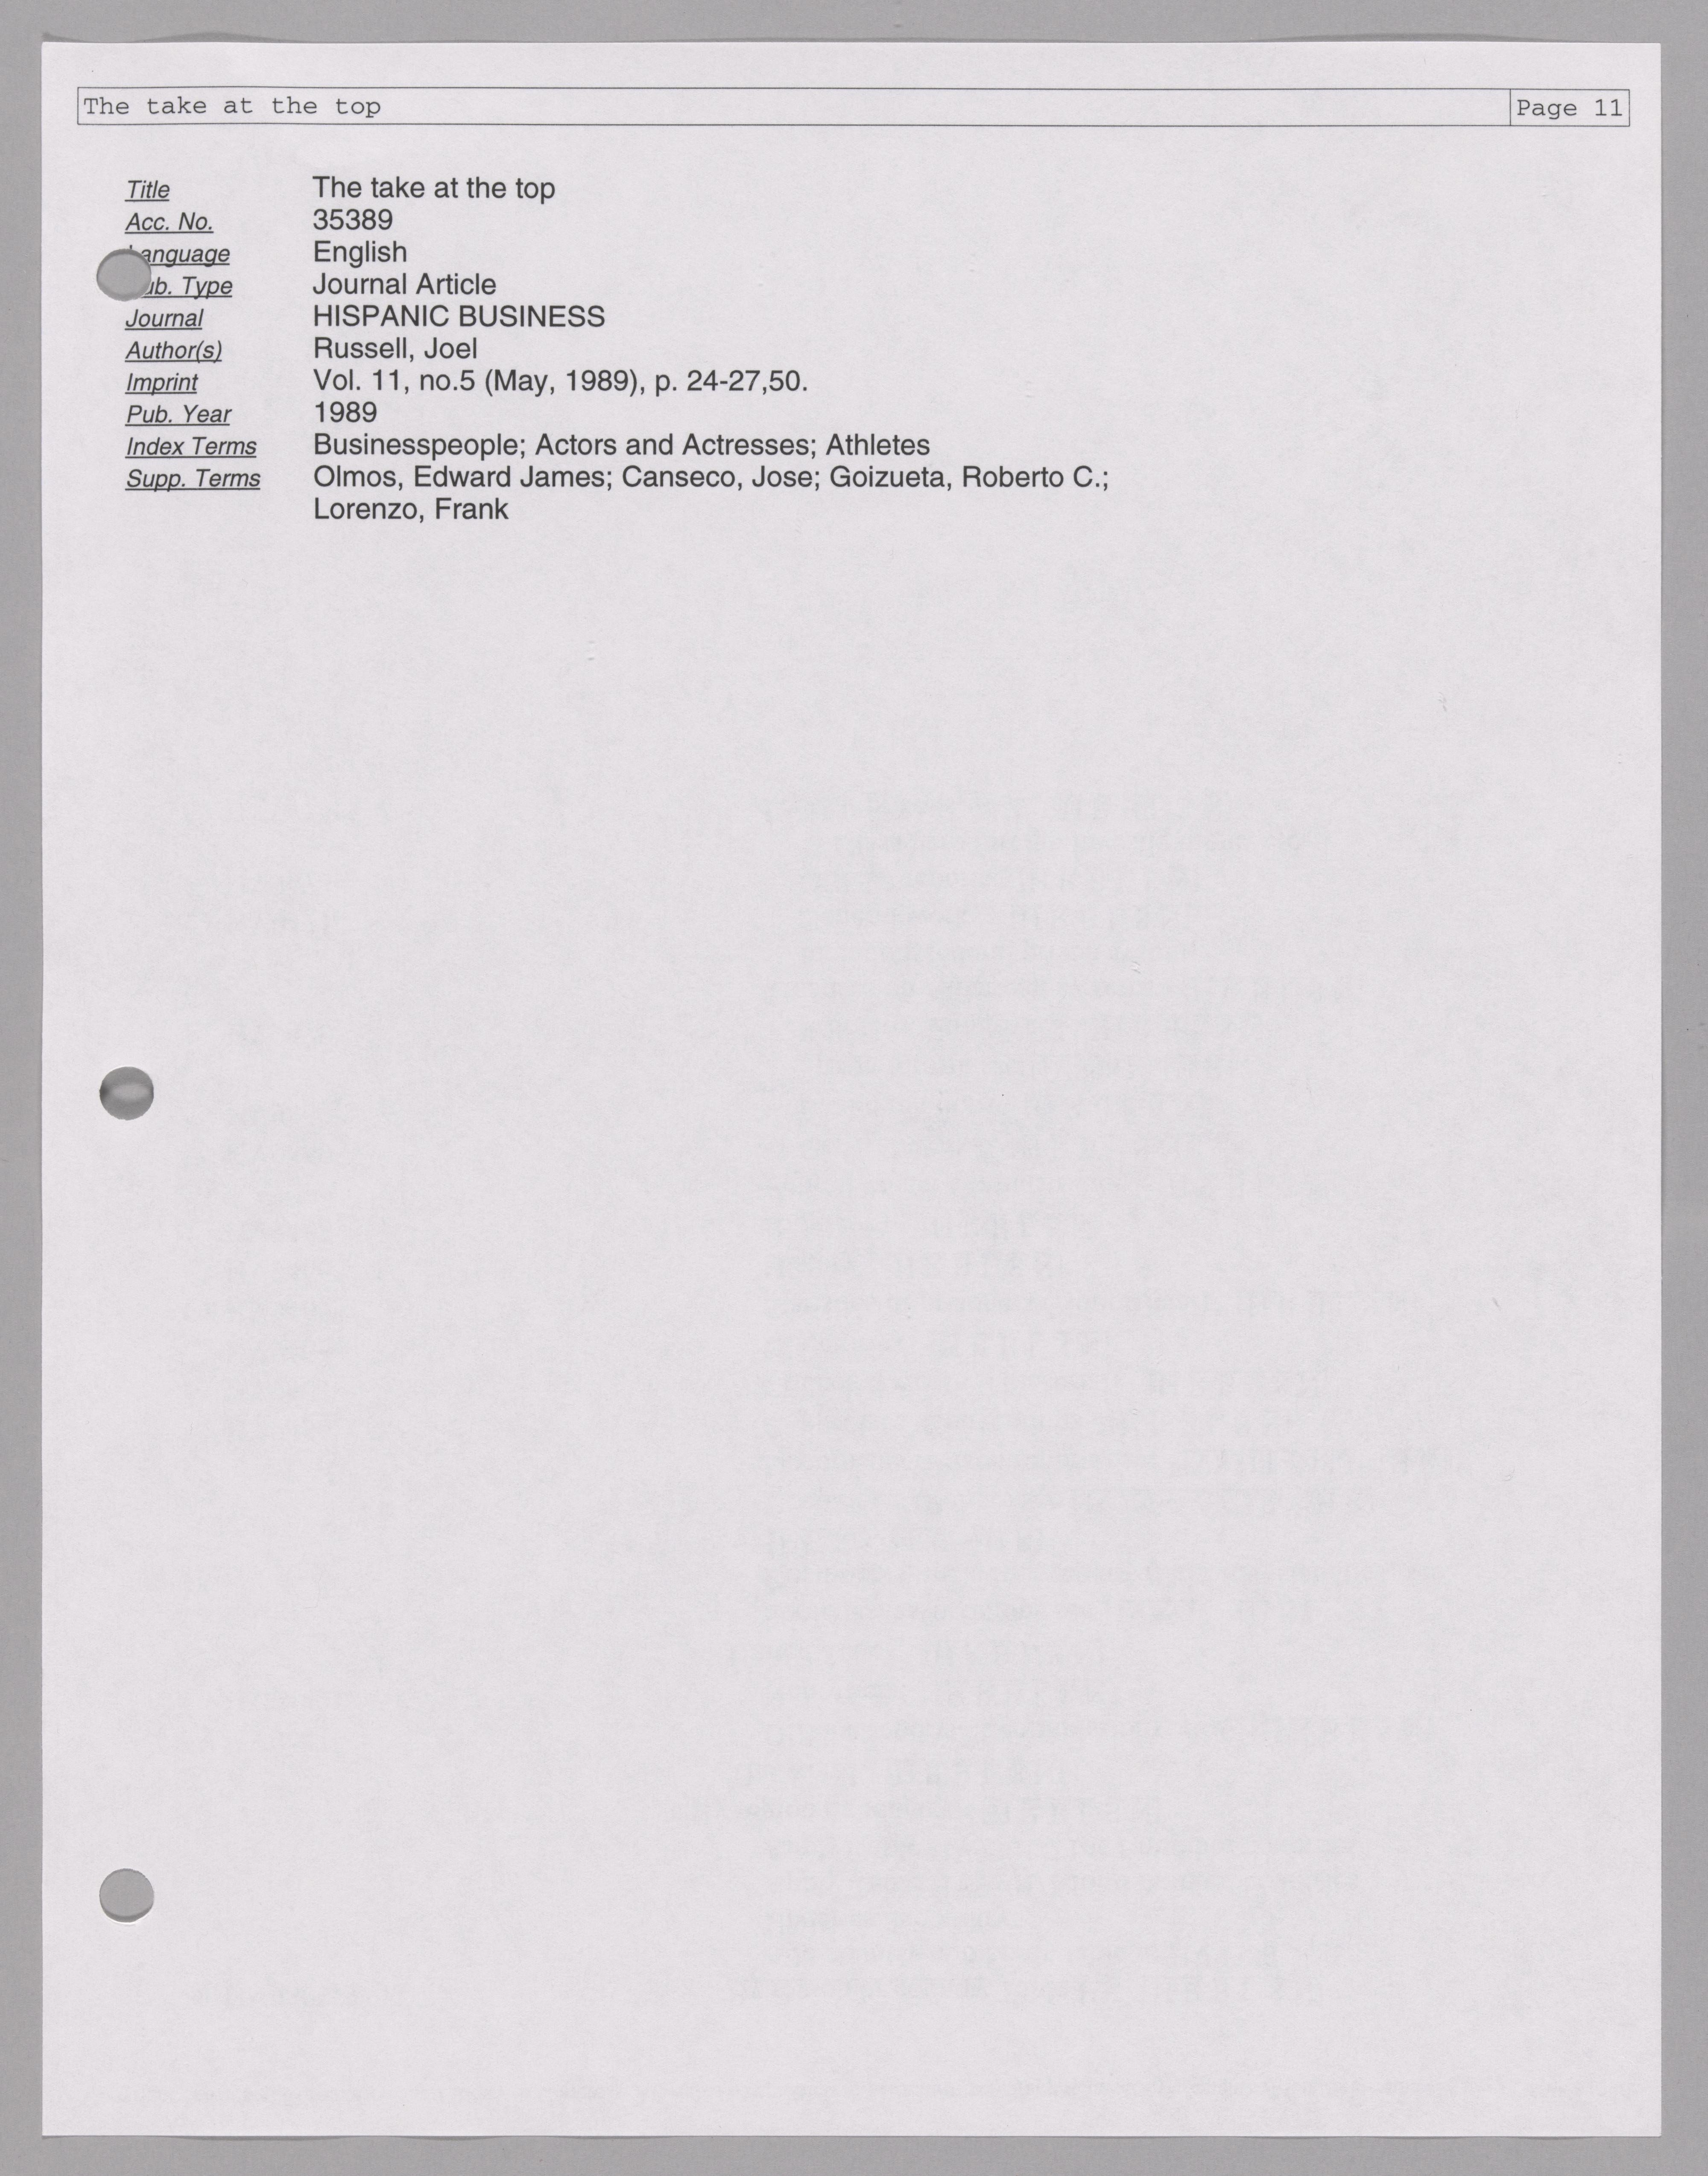 The take at the top Page 11
Title The take at the top
Acc. No. 35389
anguage English
ub. Type Journal Article
Journal HISPANIC BUSINESS
Author(s) Russell, Joel
Imprint Vol. 11, no.5 (May, 1989), p. 24-27,50.
Pub. Year 1989
Index Terms Businesspeople; Actors and Actresses; Athletes
Supp. Terms Olmos, Edward James; Canseco, Jose; Goizueta, Roberto C.;
Lorenzo, Frank